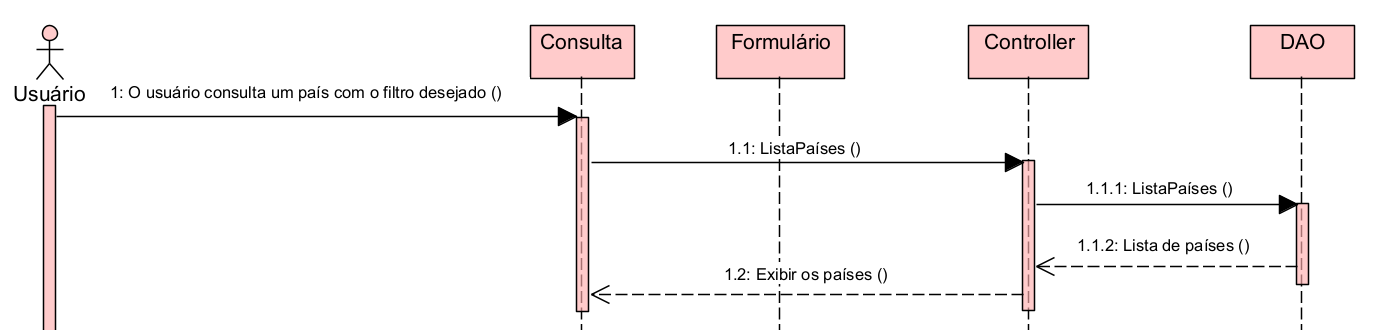 Consulta
Formulário
Controller
DAO
Usuário
1: O usuário consulta um país com o filtro desejado ()
1.1: ListaPaíses ()
1.1.1: ListaPaíses ()
1.1.2: Lista de países ()
1.2: Exibir os países ()